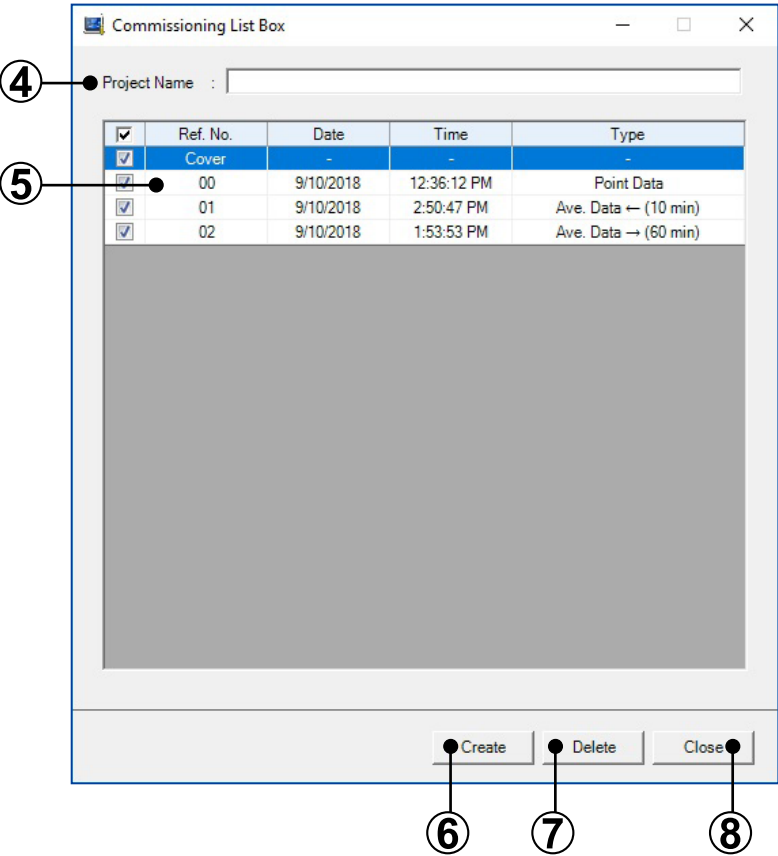 Commissioning List Box
④ Project Name :
Ref. No. Date Time Type
Cover - - -
⑤ 00 9/10/2018 12:36:12 PM Point Data
01 9/10/2018 2:50:47 PM Ave. Data ← (10 min)
02 9/10/2018 1:53:53 PM Ave. Data → (60 min)
Create Delete Close
⑥ ⑦ ⑧